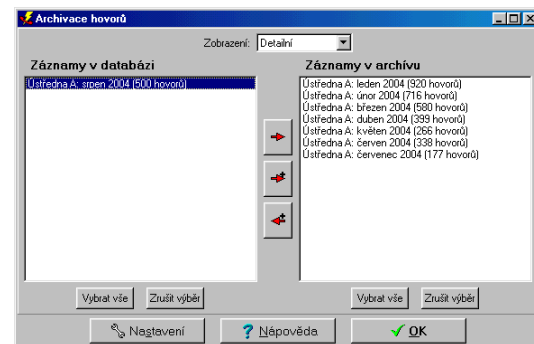 Archivace hovorů
Zobrazení: Detailní
Záznamy v databázi
Ústředna A: srpen 2004 (500 hovorů)
Záznamy v archívu
Ústředna A: leden 2004 (920 hovorů)
Ústředna A: únor 2004 (716 hovorů)
Ústředna A: březen 2004 (580 hovorů)
Ústředna A: duben 2004 (399 hovorů)
Ústředna A: květen 2004 (266 hovorů)
Ústředna A: červen 2004 (338 hovorů)
Ústředna A: červenec 2004 (177 hovorů)
Vybrat vše Zrušit výběr
Vybrat vše Zrušit výběr
Nastavení Nápověda OK